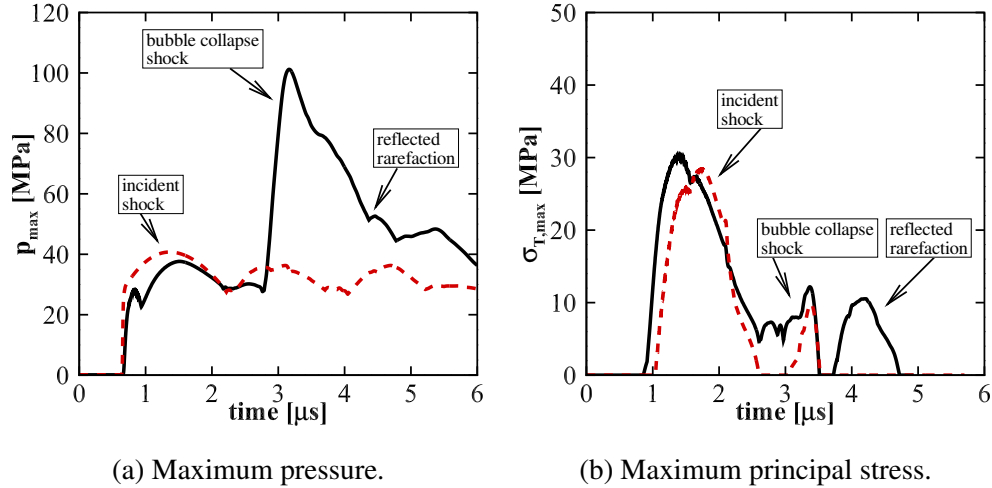 120
100
80
60
40
20
0
p_max [MPa]
bubble collapse
shock
reflected
rarefaction
incident
shock
0 1 2 3 4 5 6
time [μs]
(a) Maximum pressure.
50
40
30
20
10
0
σ_T,max [MPa]
incident
shock
bubble collapse
shock
reflected
rarefaction
0 1 2 3 4 5 6
time [μs]
(b) Maximum principal stress.